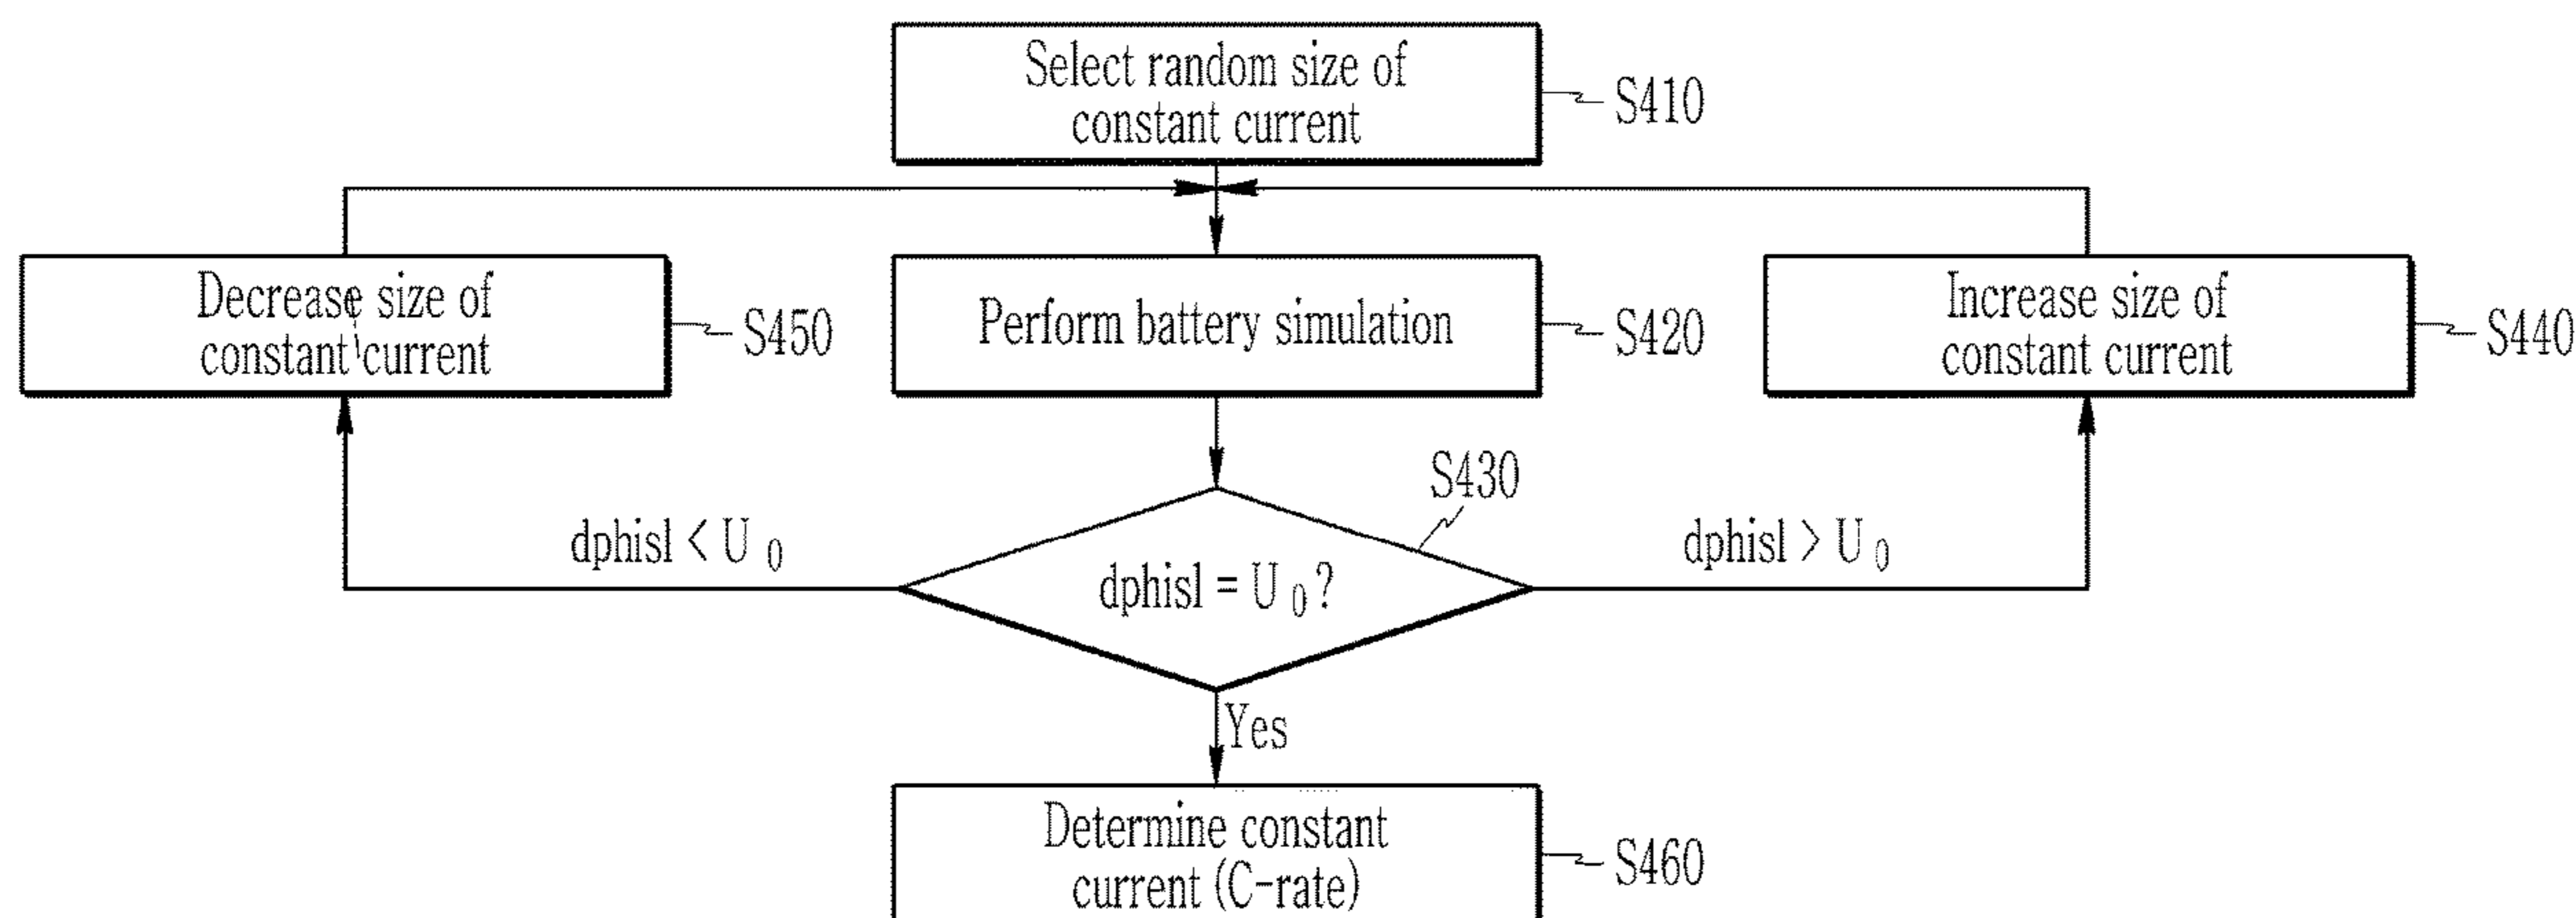 Select random size of
constant current
S410
Decrease size of
constant current
S450
Perform battery simulation
S420
Increase size of
constant current
S440
S430
dphisl < U 0
dphisl = U 0 ?
dphisl > U 0
Yes
Determine constant
current (C-rate)
S460